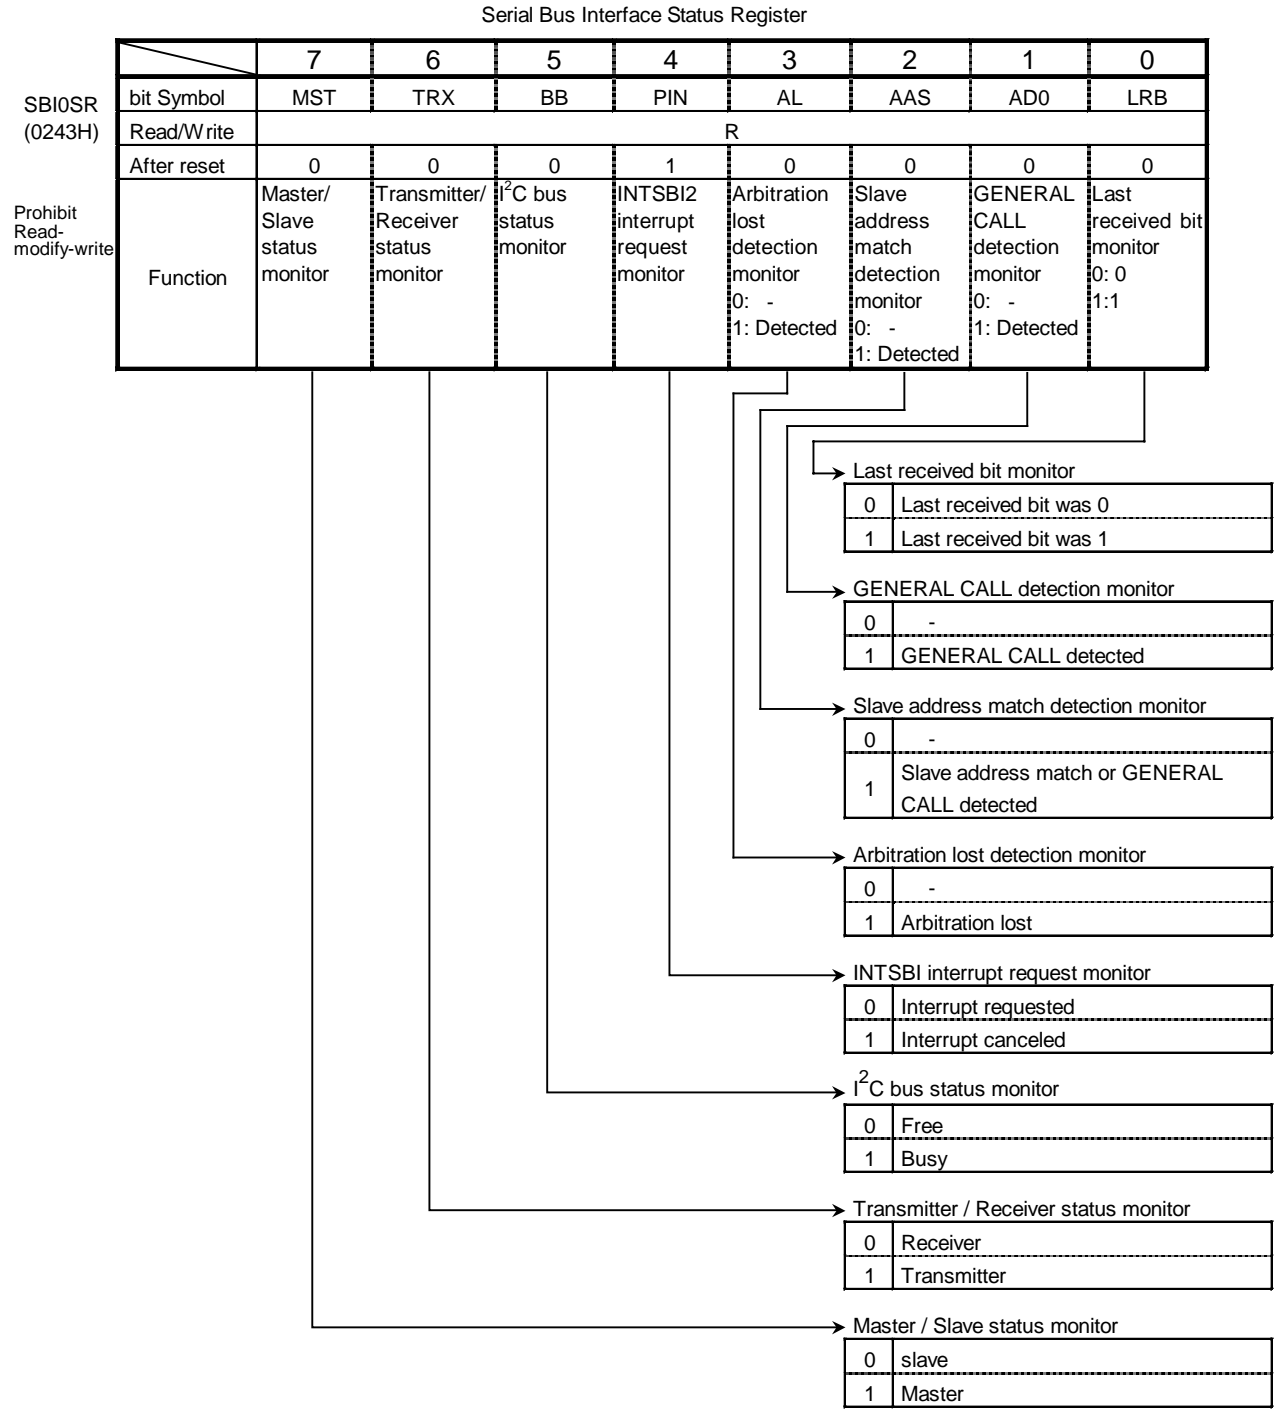 Serial Bus Interface Status Register
7 6 5 4 3 2 1 0
SBI0SR
(0243H)
bit Symbol MST TRX BB PIN AL AAS AD0 LRB
Read/Write R
After reset 0 0 0 1 0 0 0 0
Prohibit
Read-
modify-write
Function
Master/
Slave
status
monitor
Transmitter/
Receiver
status
monitor
I²C bus
status
monitor
INTSBI2
interrupt
request
monitor
Arbitration
lost
detection
monitor
0: -
1: Detected
Slave
address
match
detection
monitor
0: -
1: Detected
GENERAL
CALL
detection
monitor
0: -
1: Detected
Last
received bit
monitor
0: 0
1:1
Last received bit monitor
0 Last received bit was 0
1 Last received bit was 1
GENERAL CALL detection monitor
0 -
1 GENERAL CALL detected
Slave address match detection monitor
0 -
1 Slave address match or GENERAL
CALL detected
Arbitration lost detection monitor
0 -
1 Arbitration lost
INTSBI interrupt request monitor
0 Interrupt requested
1 Interrupt canceled
I²C bus status monitor
0 Free
1 Busy
Transmitter / Receiver status monitor
0 Receiver
1 Transmitter
Master / Slave status monitor
0 slave
1 Master